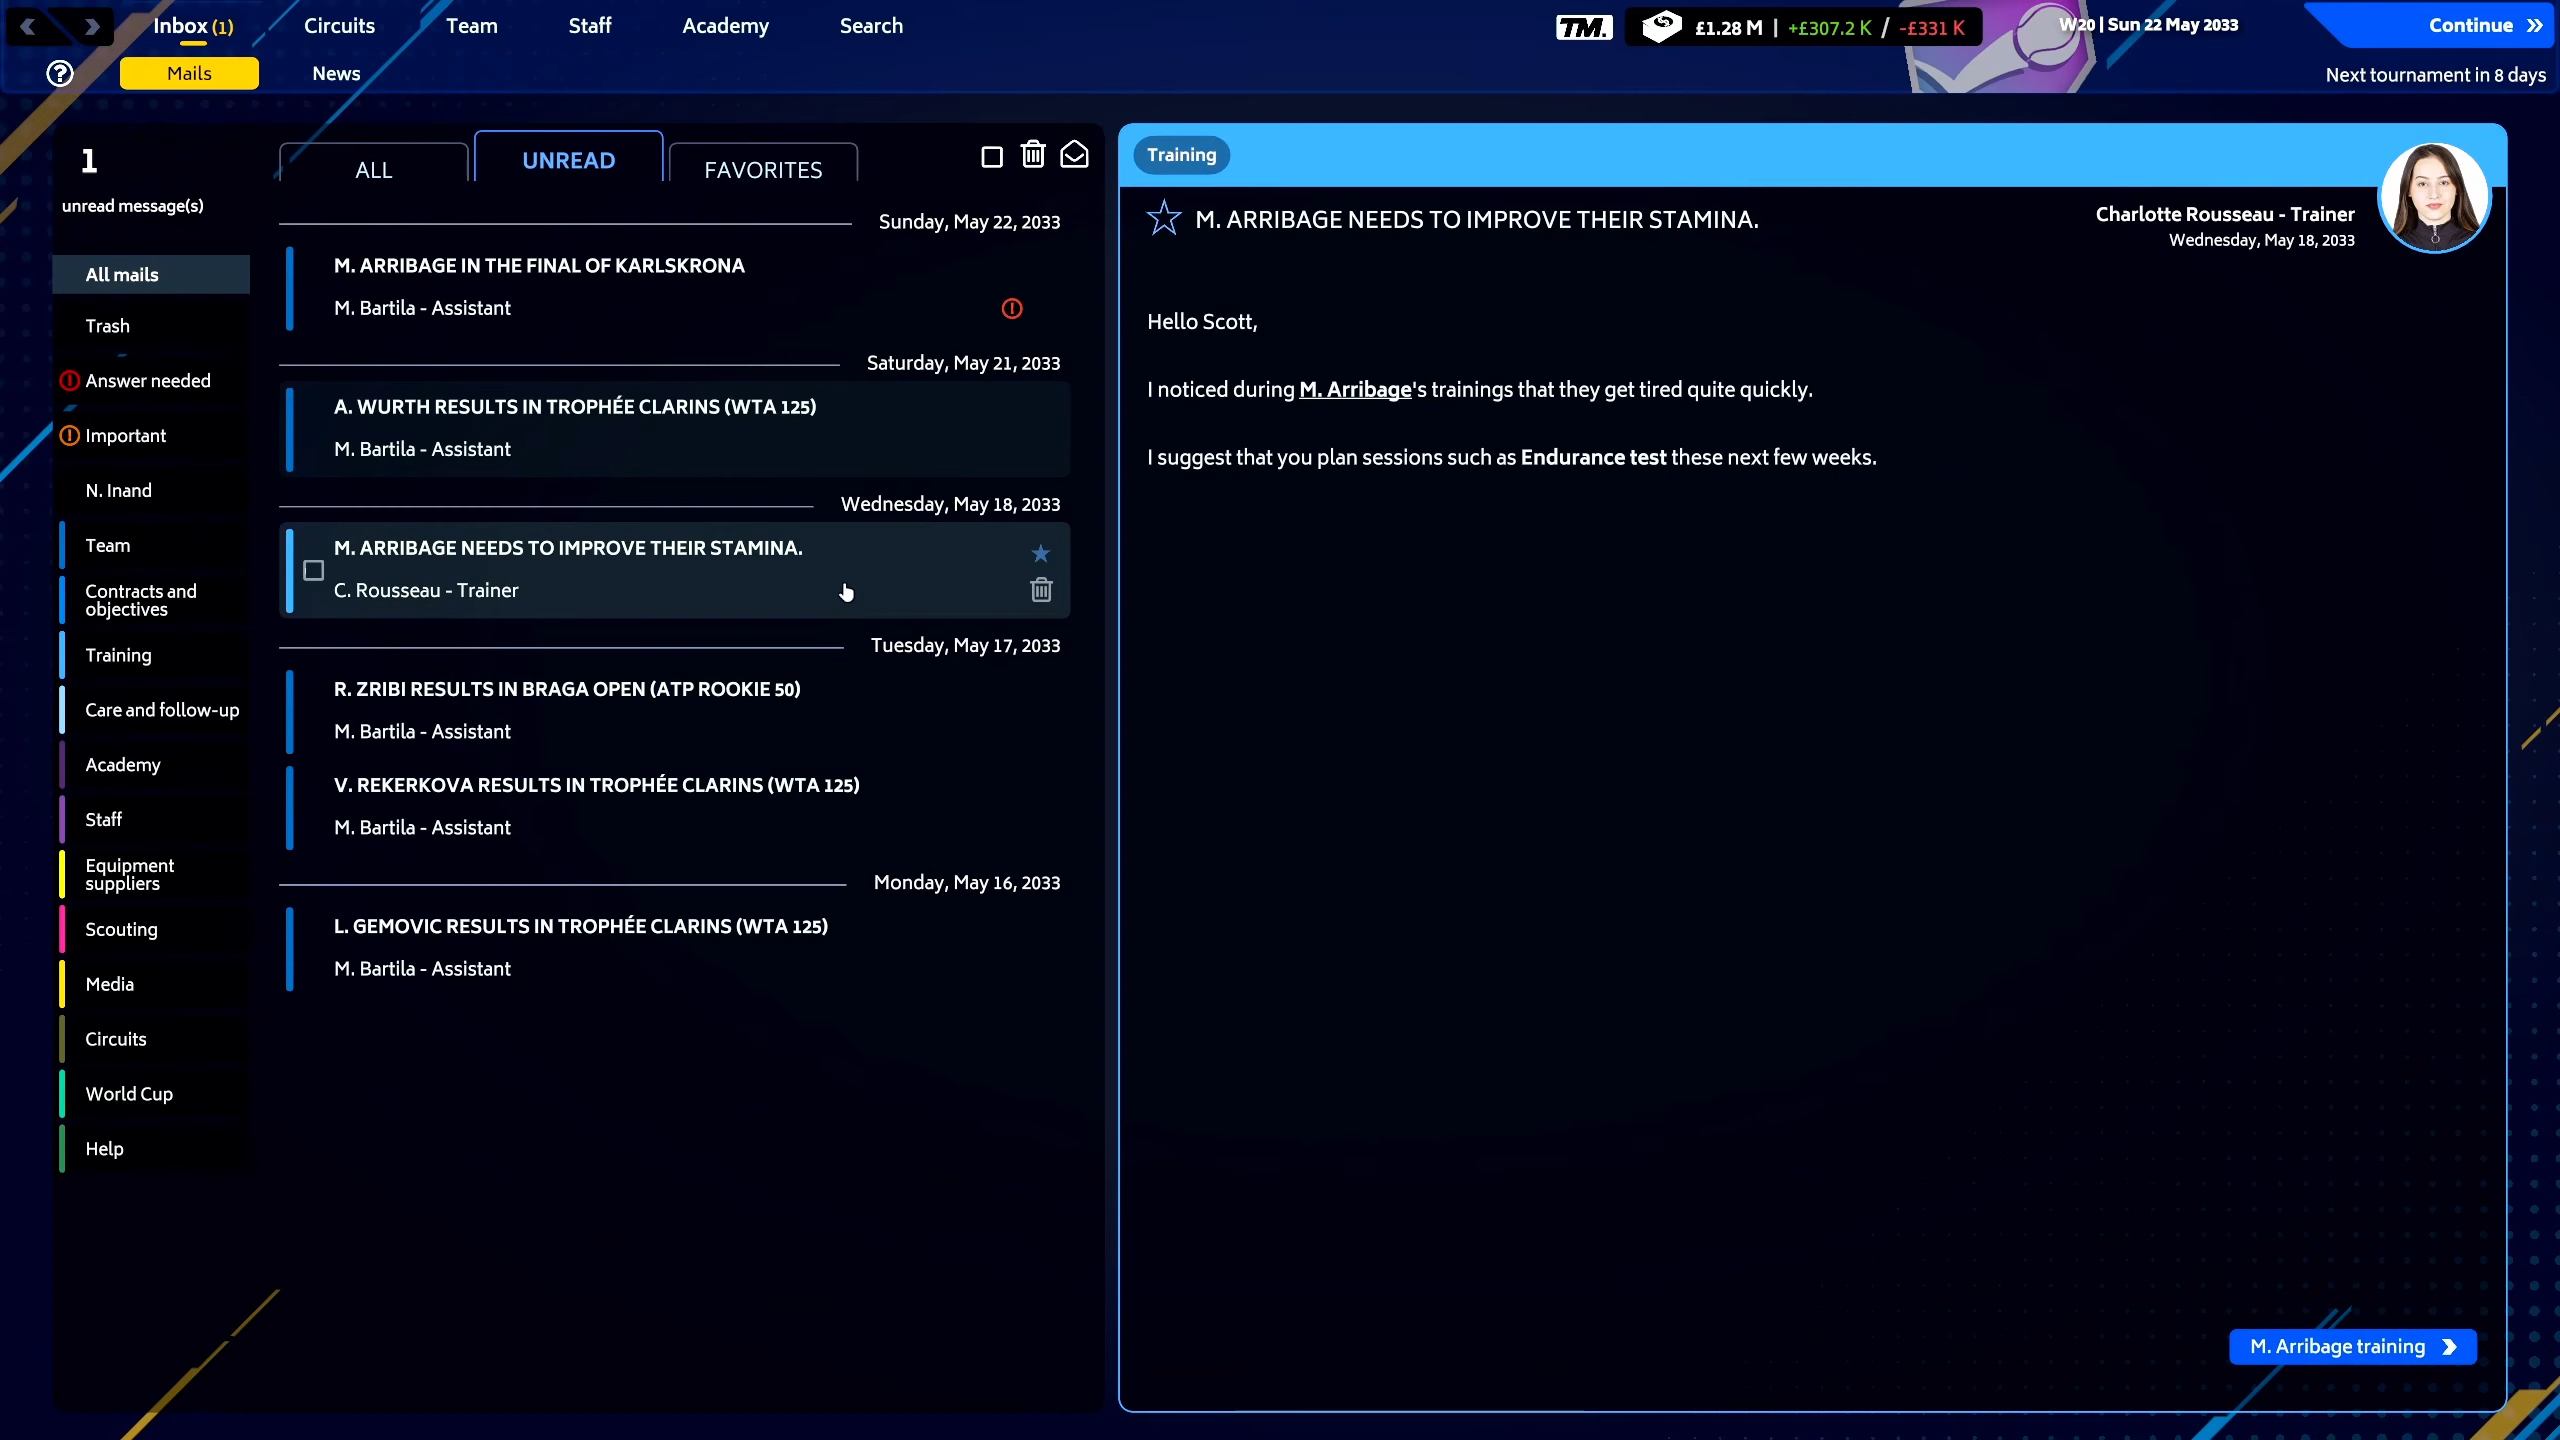 Inbox (1)
Circuits
Team
Staff
Academy
Search
TM.
£1.28 M | +£307.2 K / -£331 K
W20 | Sun 22 May 2033
Continue
Mails
News
Next tournament in 8 days
1
unread message(s)
All mails
Trash
Answer needed
Important
N. Inand
Team
Contracts and
objectives
Training
Care and follow-up
Academy
Staff
Equipment
suppliers
Scouting
Media
Circuits
World Cup
Help
ALL
UNREAD
FAVORITES
Sunday, May 22, 2033
M. ARRIBAGE IN THE FINAL OF KARLSKRONA
M. Bartila - Assistant
Saturday, May 21, 2033
A. WURTH RESULTS IN TROPHÉE CLARINS (WTA 125)
M. Bartila - Assistant
Wednesday, May 18, 2033
M. ARRIBAGE NEEDS TO IMPROVE THEIR STAMINA.
C. Rousseau - Trainer
Tuesday, May 17, 2033
R. ZRIBI RESULTS IN BRAGA OPEN (ATP ROOKIE 50)
M. Bartila - Assistant
V. REKERKOVA RESULTS IN TROPHÉE CLARINS (WTA 125)
M. Bartila - Assistant
Monday, May 16, 2033
L. GEMOVIC RESULTS IN TROPHÉE CLARINS (WTA 125)
M. Bartila - Assistant
Training
M. ARRIBAGE NEEDS TO IMPROVE THEIR STAMINA.
Charlotte Rousseau - Trainer
Wednesday, May 18, 2033
Hello Scott,
I noticed during M. Arribage's trainings that they get tired quite quickly.
I suggest that you plan sessions such as Endurance test these next few weeks.
M. Arribage training